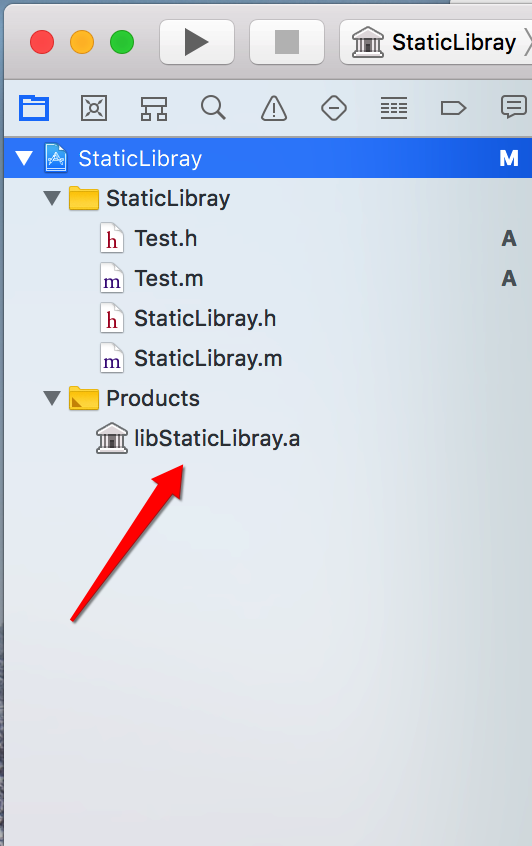 StaticLibray
StaticLibray M
StaticLibray
h Test.h A
m Test.m A
h StaticLibray.h
m StaticLibray.m
Products
libStaticLibray.a